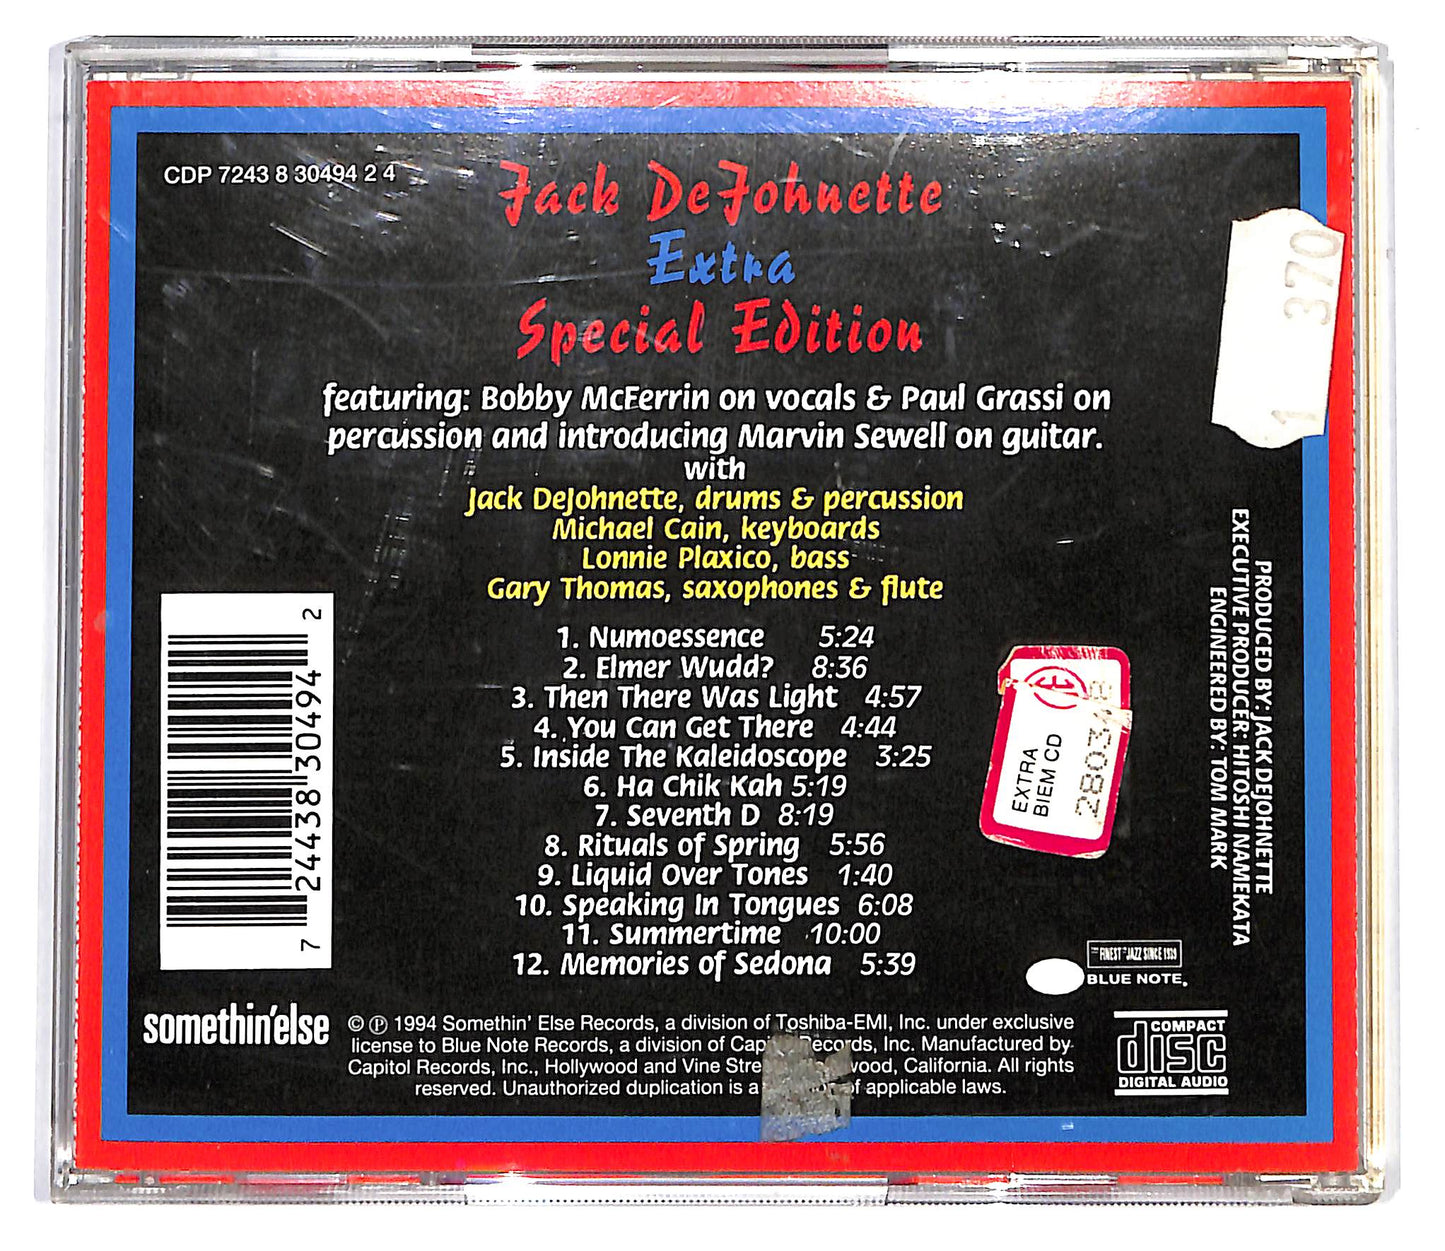 CDP 7243 8 30494 2 4
Jack DeJohnette
Extra
Special Edition
featuring: Bobby McFerrin on vocals & Paul Grassi on
percussion and introducing Marvin Sewell on guitar.
with
Jack DeJohnette, drums & percussion
Michael Cain, keyboards
Lonnie Plaxico, bass
Gary Thomas, saxophones & flute
1. Numoessence 5:24
2. Elmer Wudd? 8:36
3. Then There Was Light 4:57
4. You Can Get There 4:44
5. Inside The Kaleidoscope 3:25
6. Ha Chik Kah 5:19
7. Seventh D 8:19
8. Rituals of Spring 5:56
9. Liquid Over Tones 1:40
10. Speaking In Tongues 6:08
11. Summertime 10:00
12. Memories of Sedona 5:39
7 24438 30494 2
1 370
PRODUCED BY: JACK DEJOHNETTE
EXECUTIVE PRODUCER: HITOSHI NAMEKATA
ENGINEERED BY: TOM MARK
EXTRA
BIEM CD
THE FINEST IN JAZZ SINCE 1939
BLUE NOTE
somethin'else
© ℗ 1994 Somethin' Else Records, a division of Toshiba-EMI, Inc. under exclusive
license to Blue Note Records, a division of Records, Inc. Manufactured by
Capitol Records, Inc., Hollywood and Vine California. All rights
reserved. Unauthorized duplication is a of applicable laws.
COMPACT
disc
DIGITAL AUDIO